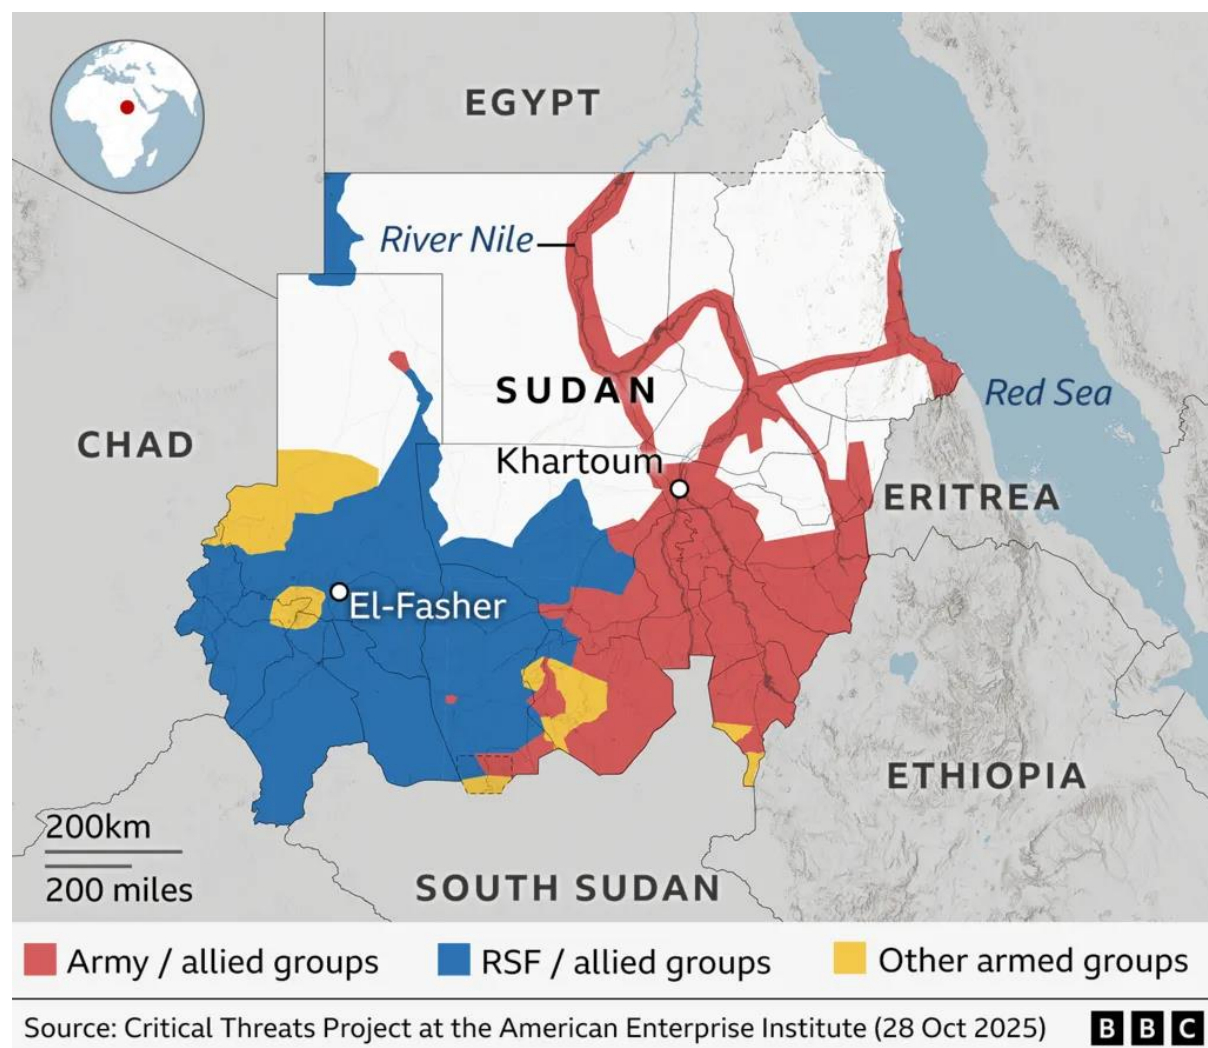 EGYPT
River Nile
SUDAN
Red Sea
CHAD
Khartoum
ERITREA
El-Fasher
ETHIOPIA
200km
200 miles
SOUTH SUDAN
Army / allied groups
RSF / allied groups
Other armed groups
Source: Critical Threats Project at the American Enterprise Institute (28 Oct 2025)
BBC